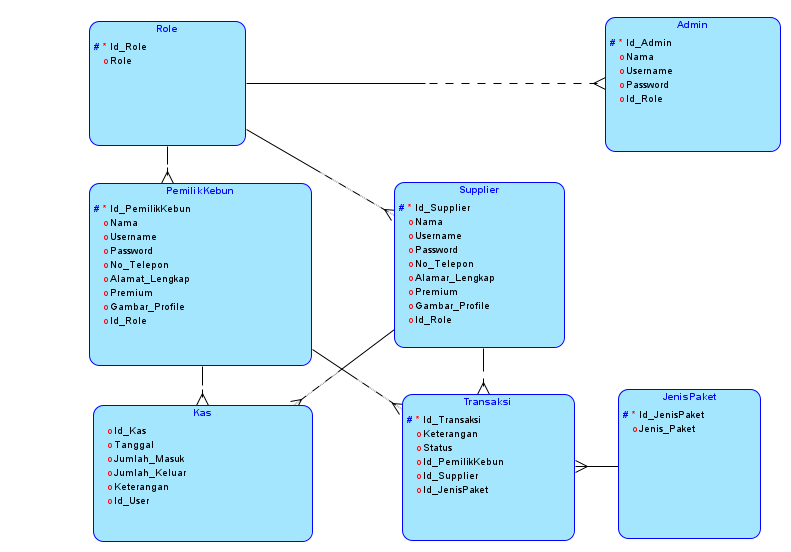 Role
# * Id_Role
o Role
Admin
# * Id_Admin
o Nama
o Username
o Password
o Id_Role
PemilikKebun
# * Id_PemilikKebun
o Nama
o Username
o Password
o No_Telepon
o Alamat_Lengkap
o Premium
o Gambar_Profile
o Id_Role
Supplier
# * Id_Supplier
o Nama
o Username
o Password
o No_Telepon
o Alamar_Lengkap
o Premium
o Gambar_Profile
o Id_Role
Kas
o Id_Kas
o Tanggal
o Jumlah_Masuk
o Jumlah_Keluar
o Keterangan
o Id_User
Transaksi
# * Id_Transaksi
o Keterangan
o Status
o Id_PemilikKebun
o Id_Supplier
o Id_JenisPaket
JenisPaket
# * Id_JenisPaket
o Jenis_Paket